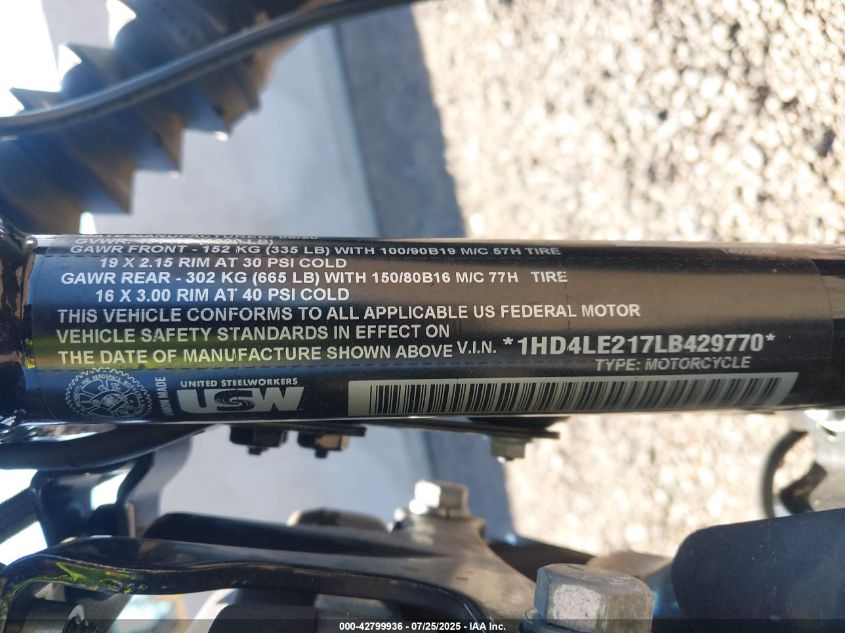 GAWR FRONT - 152 KG (335 LB) WITH 100/90B19 M/C 57H TIRE
19 X 2.15 RIM AT 30 PSI COLD
GAWR REAR - 302 KG (665 LB) WITH 150/80B16 M/C 77H TIRE
16 X 3.00 RIM AT 40 PSI COLD
THIS VEHICLE CONFORMS TO ALL APPLICABLE US FEDERAL MOTOR
VEHICLE SAFETY STANDARDS IN EFFECT ON
THE DATE OF MANUFACTURE SHOWN ABOVE V.I.N. *1HD4LE217LB429770*
TYPE: MOTORCYCLE
UNION MADE
UNITED STEELWORKERS
USW
000-42799936 - 07/25/2025 - IAA Inc.